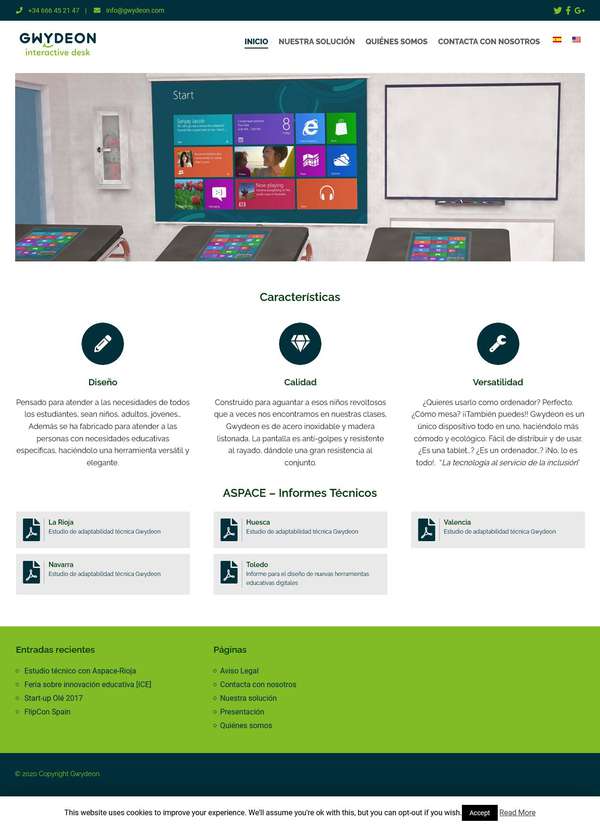 +34 666 45 21 47 | info@gwydeon.com
GWYDEON
interactive desk
INICIO NUESTRA SOLUCIÓN QUIÉNES SOMOS CONTACTA CON NOSOTROS
Start
Características
Diseño
Pensado para atender a las necesidades de todos
los estudiantes, sean niños, adultos, jóvenes…
Además se ha fabricado para atender a las
personas con necesidades educativas
específicas, haciéndolo una herramienta versátil y
elegante.
Calidad
Construido para aguantar a esos niños revoltosos
que a veces nos encontramos en nuestras clases,
Gwydeon es de acero inoxidable y madera
listonada. La pantalla es anti-golpes y resistente
al rayado, dándole una gran resistencia al
conjunto.
Versatilidad
¿Quieres usarlo como ordenador? Perfecto.
¿Cómo mesa? ¡¡También puedes!! Gwydeon es un
único dispositivo todo en uno, haciéndolo más
cómodo y ecológico. Fácil de distribuir y de usar.
¿Es una tablet…? ¿Es un ordenador…? ¡No, lo es
todo!. "La tecnología al servicio de la inclusión"
ASPACE – Informes Técnicos
La Rioja
Estudio de adaptabilidad técnica Gwydeon
Huesca
Estudio de adaptabilidad técnica Gwydeon
Valencia
Estudio de adaptabilidad técnica Gwydeon
Navarra
Estudio de adaptabilidad técnica Gwydeon
Toledo
Informe para el diseño de nuevas herramientas
educativas digitales
Entradas recientes
Estudio técnico con Aspace-Rioja
Feria sobre innovación educativa [ICE]
Start-up Olé 2017
FlipCon Spain
Páginas
Aviso Legal
Contacta con nosotros
Nuestra solución
Presentación
Quiénes somos
© 2020 Copyright Gwydeon
This website uses cookies to improve your experience. We'll assume you're ok with this, but you can opt-out if you wish. Accept Read More